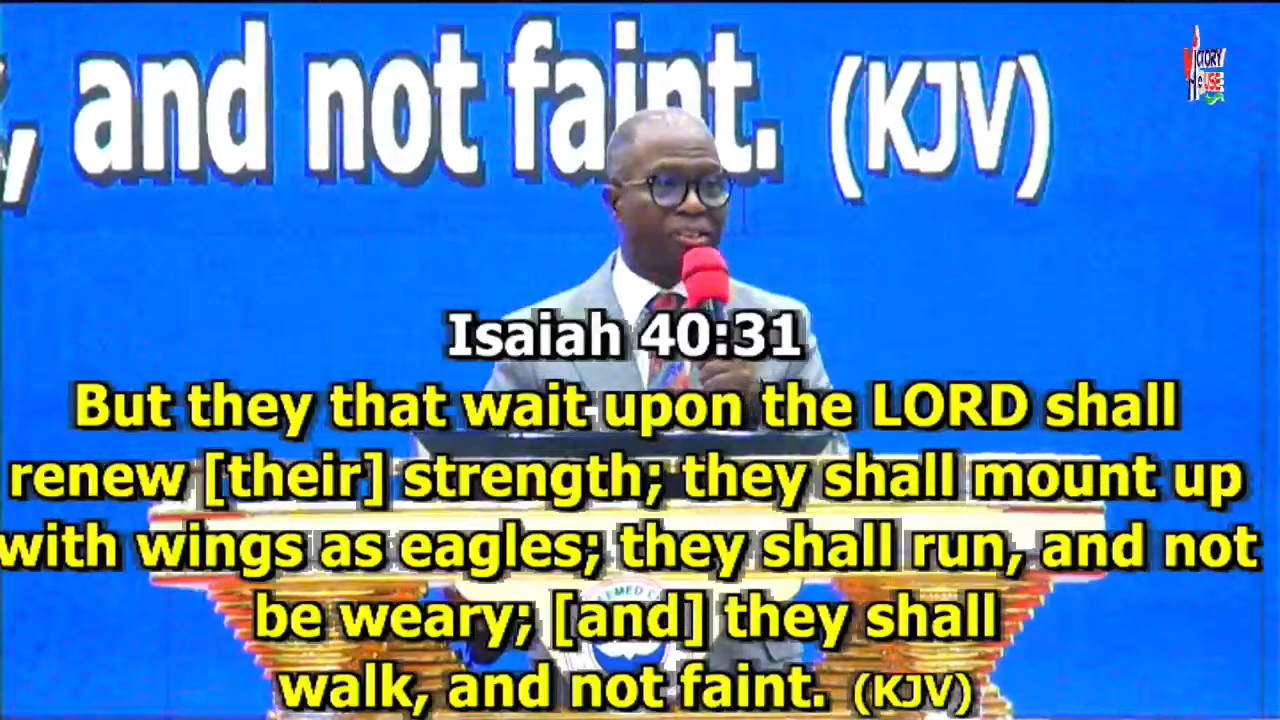 , and not faint. (KJV)
VICTORY
HOUSE
Isaiah 40:31
But they that wait upon the LORD shall
renew [their] strength; they shall mount up
with wings as eagles; they shall run, and not
be weary; [and] they shall
walk, and not faint. (KJV)